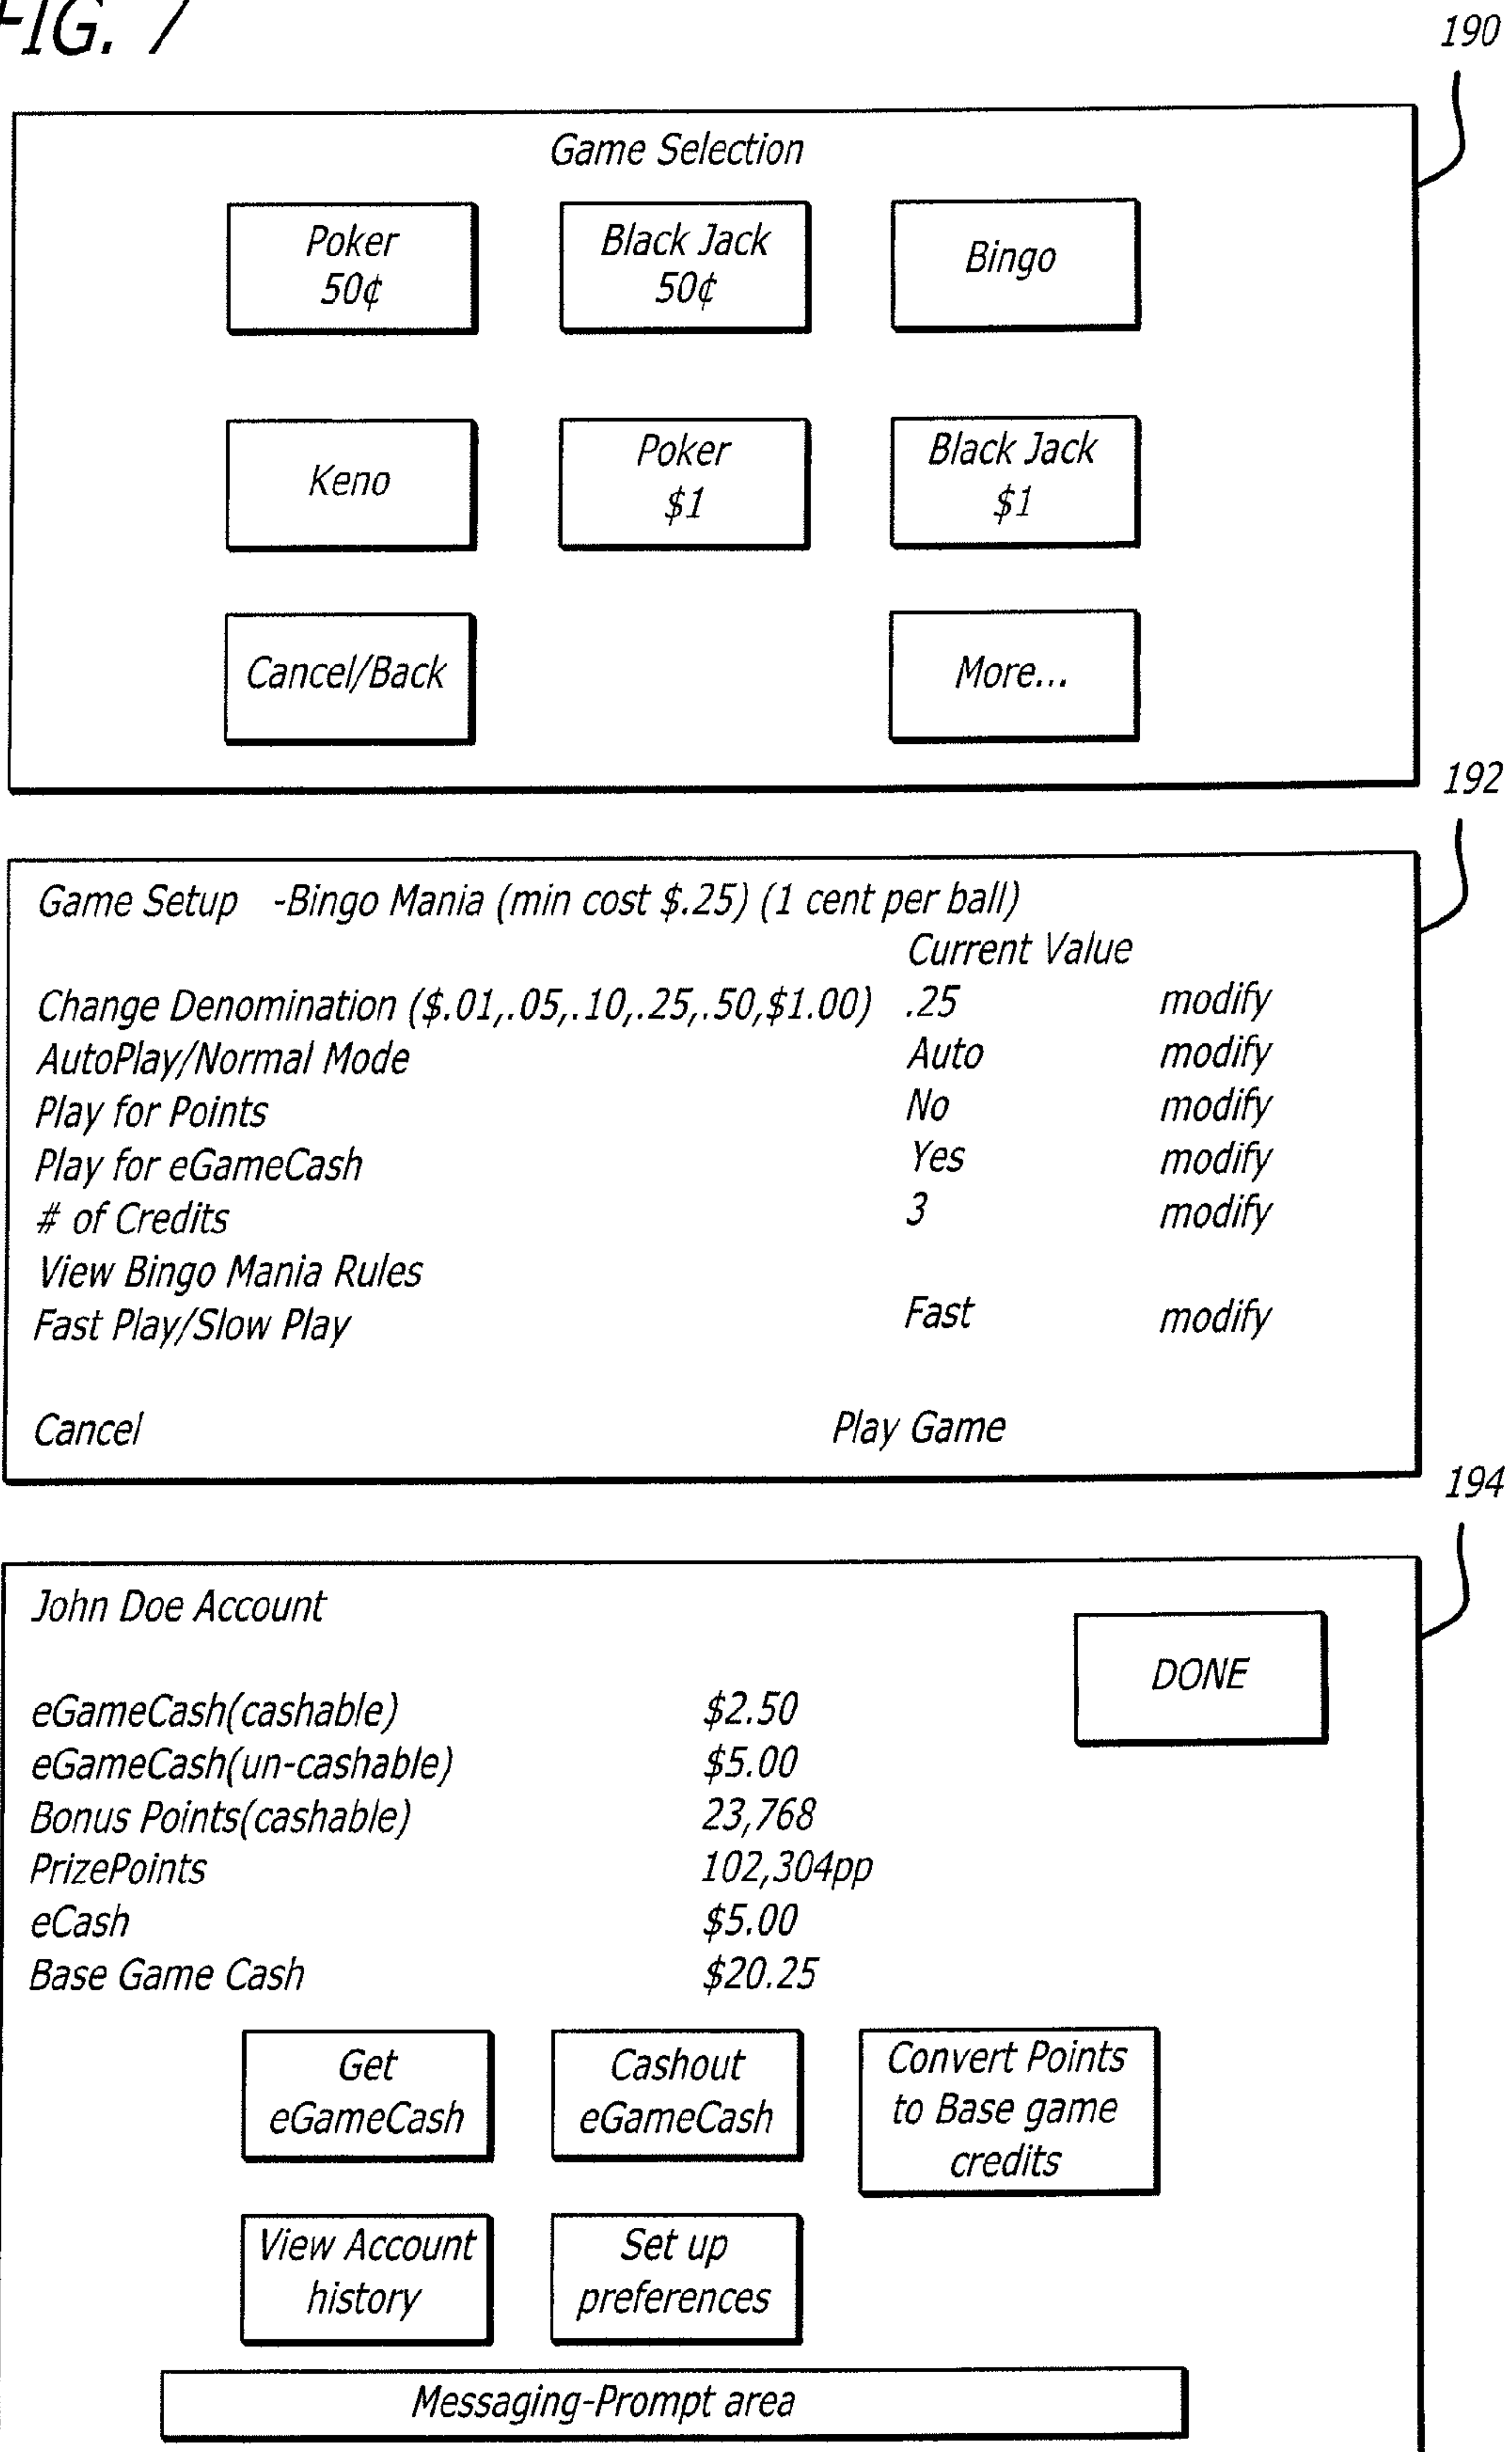 FIG. 7
190
Game Selection
Poker
50¢
Black Jack
50¢
Bingo
Keno
Poker
$1
Black Jack
$1
Cancel/Back
More...
192
Game Setup -Bingo Mania (min cost $.25) (1 cent per ball)
Current Value
Change Denomination ($.01,.05,.10,.25,.50,$1.00) .25 modify
AutoPlay/Normal Mode Auto modify
Play for Points No modify
Play for eGameCash Yes modify
# of Credits 3 modify
View Bingo Mania Rules
Fast Play/Slow Play Fast modify
Cancel Play Game
194
John Doe Account
DONE
eGameCash(cashable) $2.50
eGameCash(un-cashable) $5.00
Bonus Points(cashable) 23,768
PrizePoints 102,304pp
eCash $5.00
Base Game Cash $20.25
Get
eGameCash
Cashout
eGameCash
Convert Points
to Base game
credits
View Account
history
Set up
preferences
Messaging-Prompt area